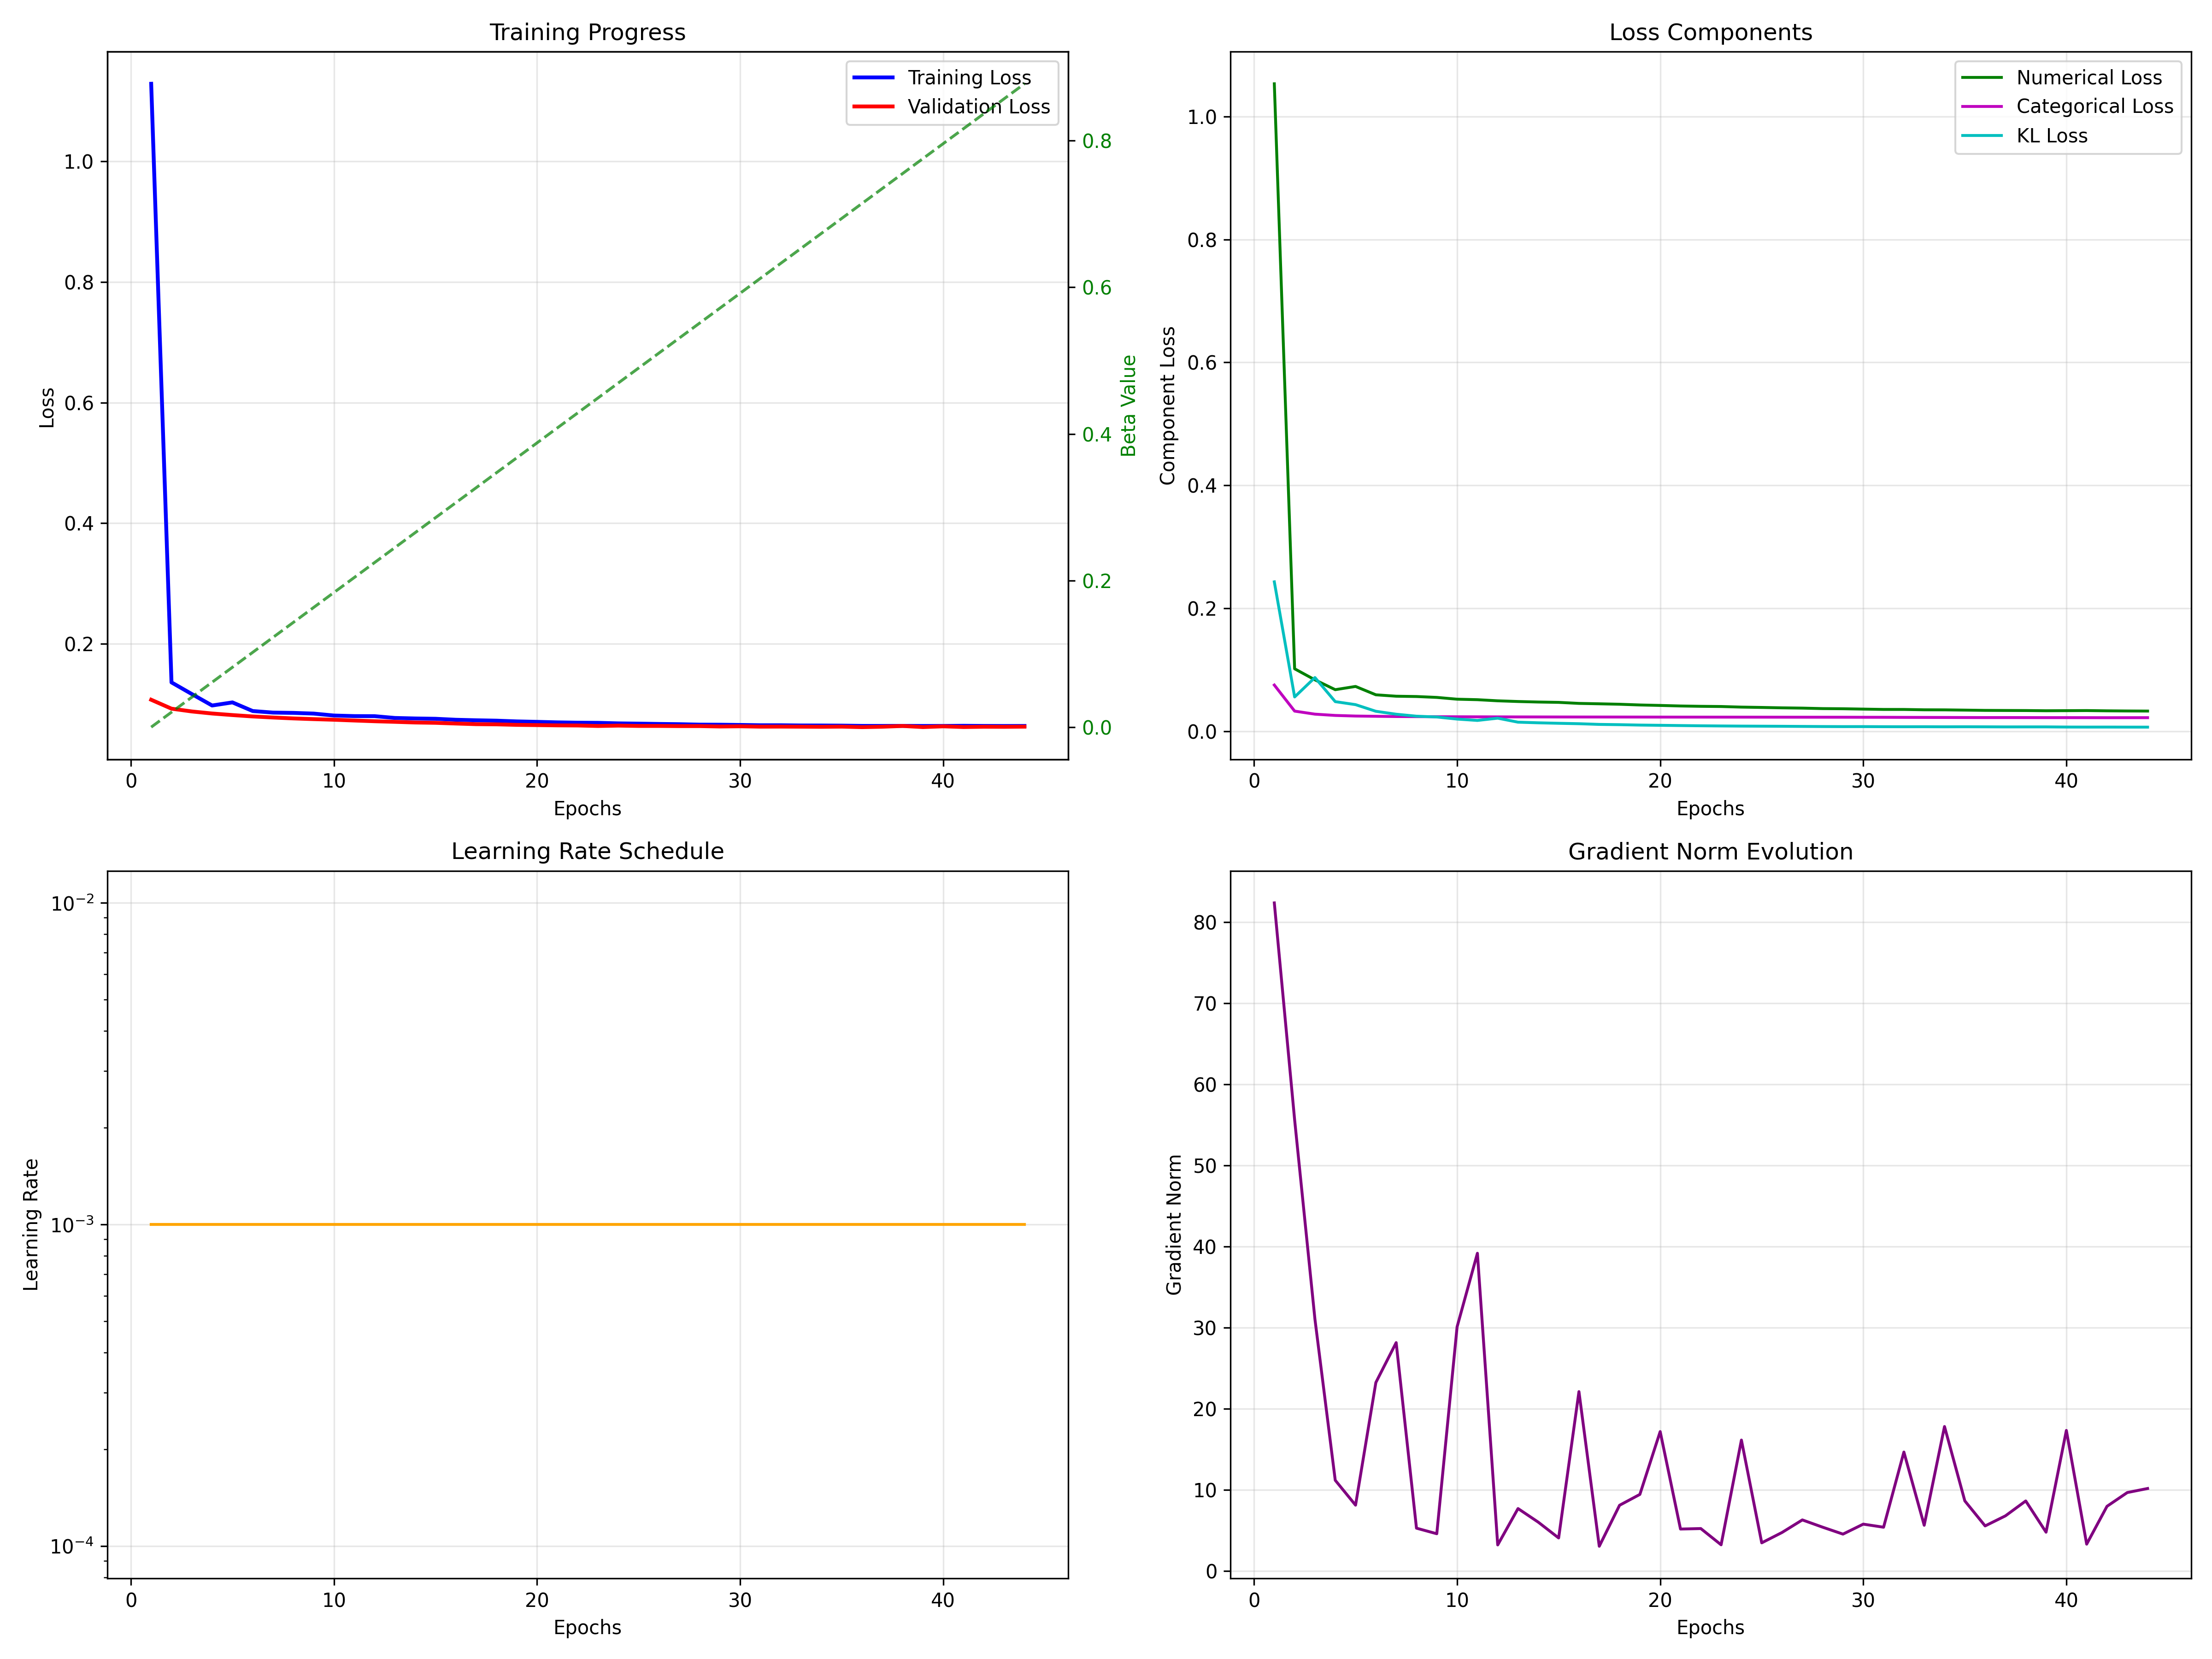 Training Progress
Training Loss
Validation Loss
1.0
0.8
0.6
0.4
0.2
Loss
0.8
0.6
0.4
0.2
0.0
Beta Value
0 10 20 30 40
Epochs
Loss Components
Numerical Loss
Categorical Loss
KL Loss
1.0
0.8
0.6
0.4
0.2
0.0
Component Loss
0 10 20 30 40
Epochs
Learning Rate Schedule
10⁻²
10⁻³
10⁻⁴
Learning Rate
0 10 20 30 40
Epochs
Gradient Norm Evolution
80
70
60
50
40
30
20
10
0
Gradient Norm
0 10 20 30 40
Epochs